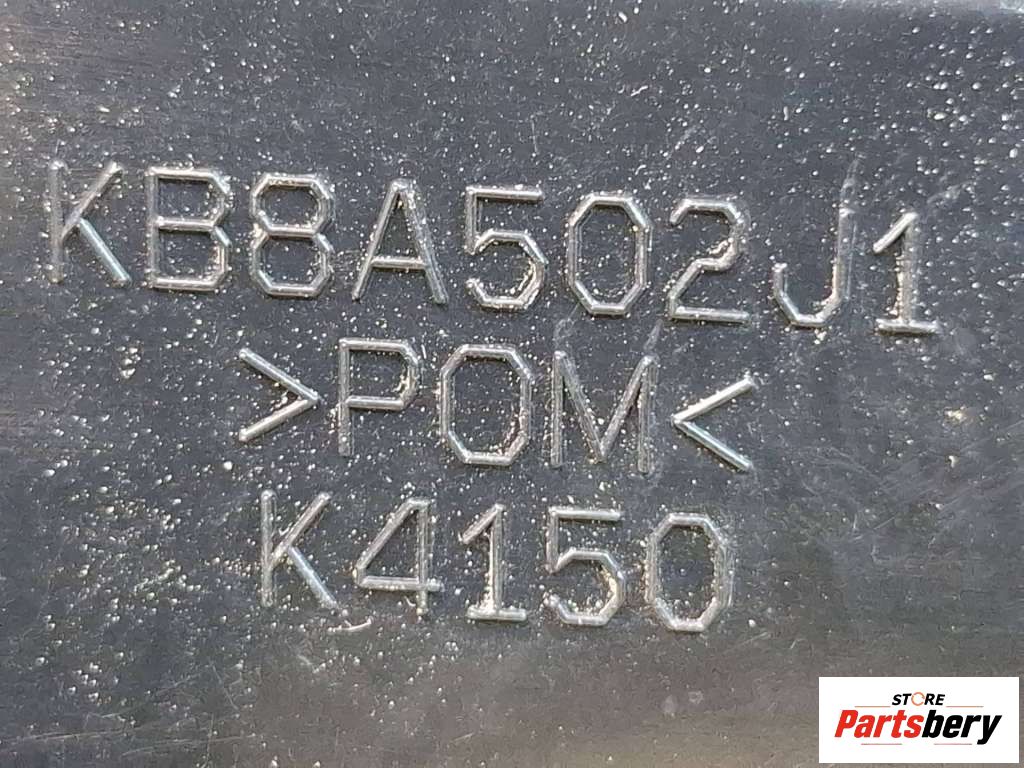 KB8A502J1
>POM<
K4150
STORE
Partsbery